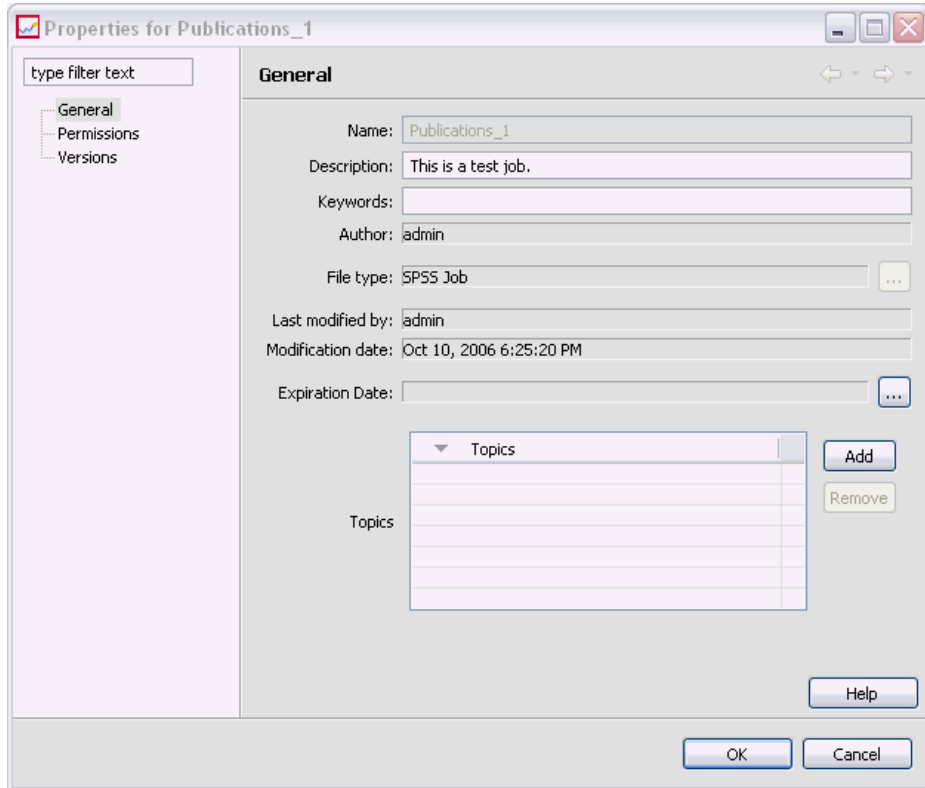 Properties for Publications_1
type filter text
General
Permissions
Versions
General
Name: Publications_1
Description: This is a test job.
Keywords:
Author: admin
File type: SPSS Job ...
Last modified by: admin
Modification date: Oct 10, 2006 6:25:20 PM
Expiration Date: ...
Topics
Add
Remove
Topics
Help
OK Cancel